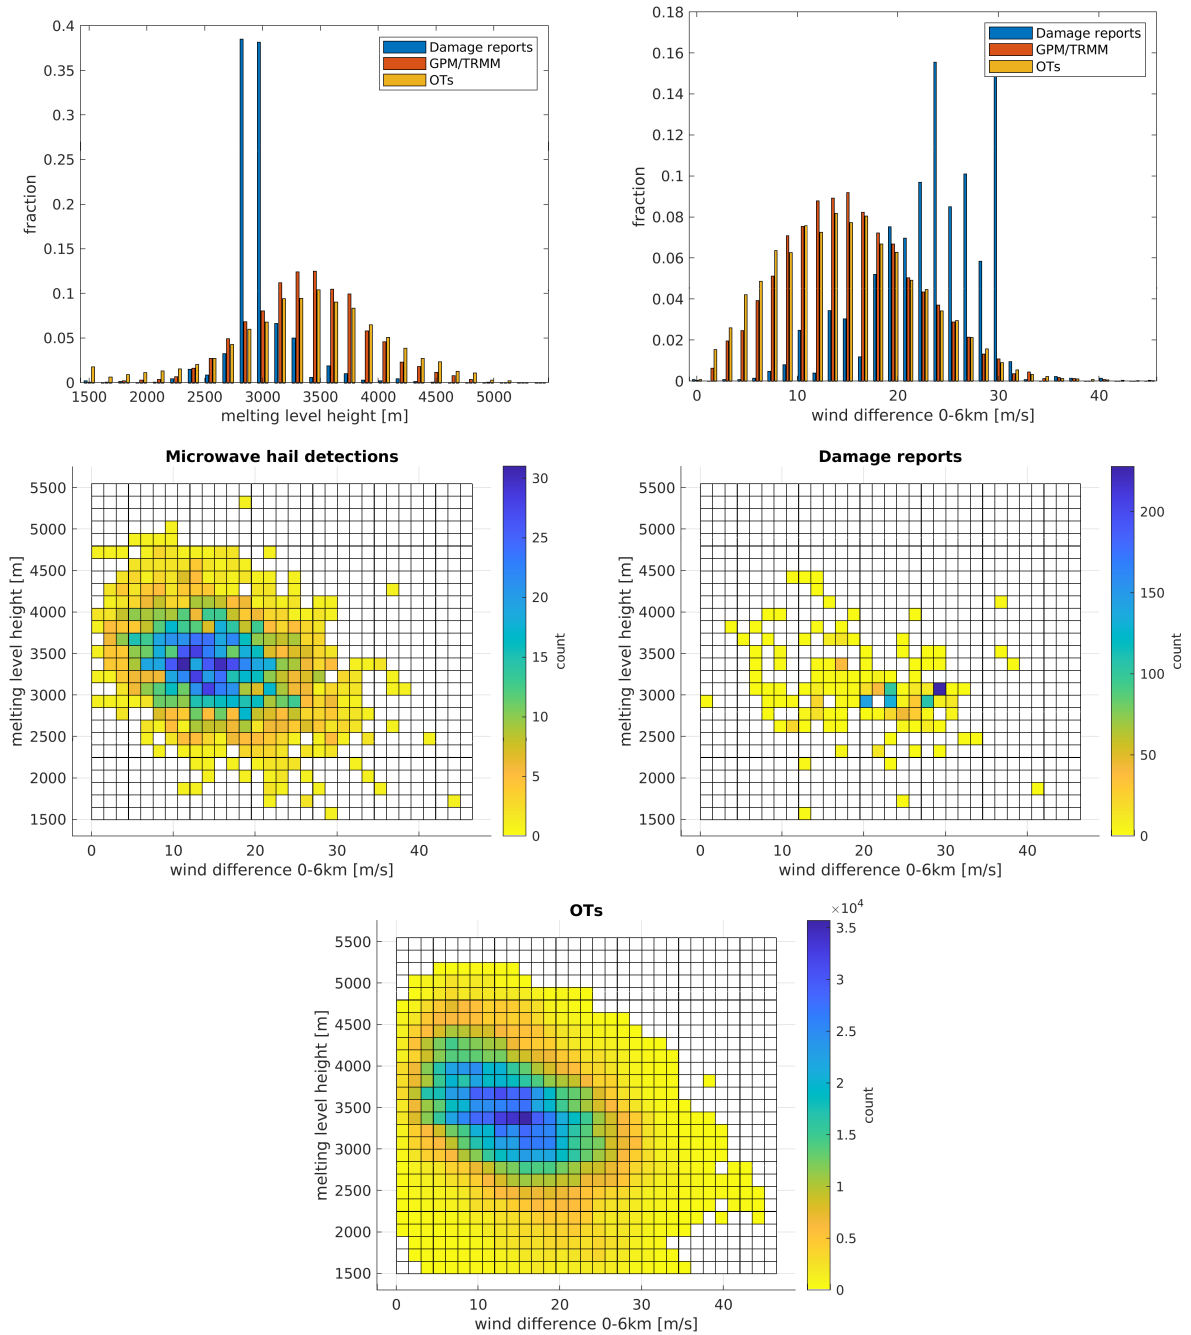 0.4
0.35
0.3
0.25
0.2
0.15
0.1
0.05
0
fraction
1500 2000 2500 3000 3500 4000 4500 5000
melting level height [m]
Damage reports
GPM/TRMM
OTs
0.18
0.16
0.14
0.12
0.1
0.08
0.06
0.04
0.02
0
fraction
0 10 20 30 40
wind difference 0-6km [m/s]
Damage reports
GPM/TRMM
OTs
Microwave hail detections
5500
5000
4500
4000
3500
3000
2500
2000
1500
melting level height [m]
0 10 20 30 40
wind difference 0-6km [m/s]
30
25
20
15
10
5
0
count
Damage reports
5500
5000
4500
4000
3500
3000
2500
2000
1500
melting level height [m]
0 10 20 30 40
wind difference 0-6km [m/s]
200
150
100
50
0
count
OTs
5500
5000
4500
4000
3500
3000
2500
2000
1500
melting level height [m]
0 10 20 30 40
wind difference 0-6km [m/s]
×10⁴
3.5
3
2.5
2
1.5
1
0.5
0
count